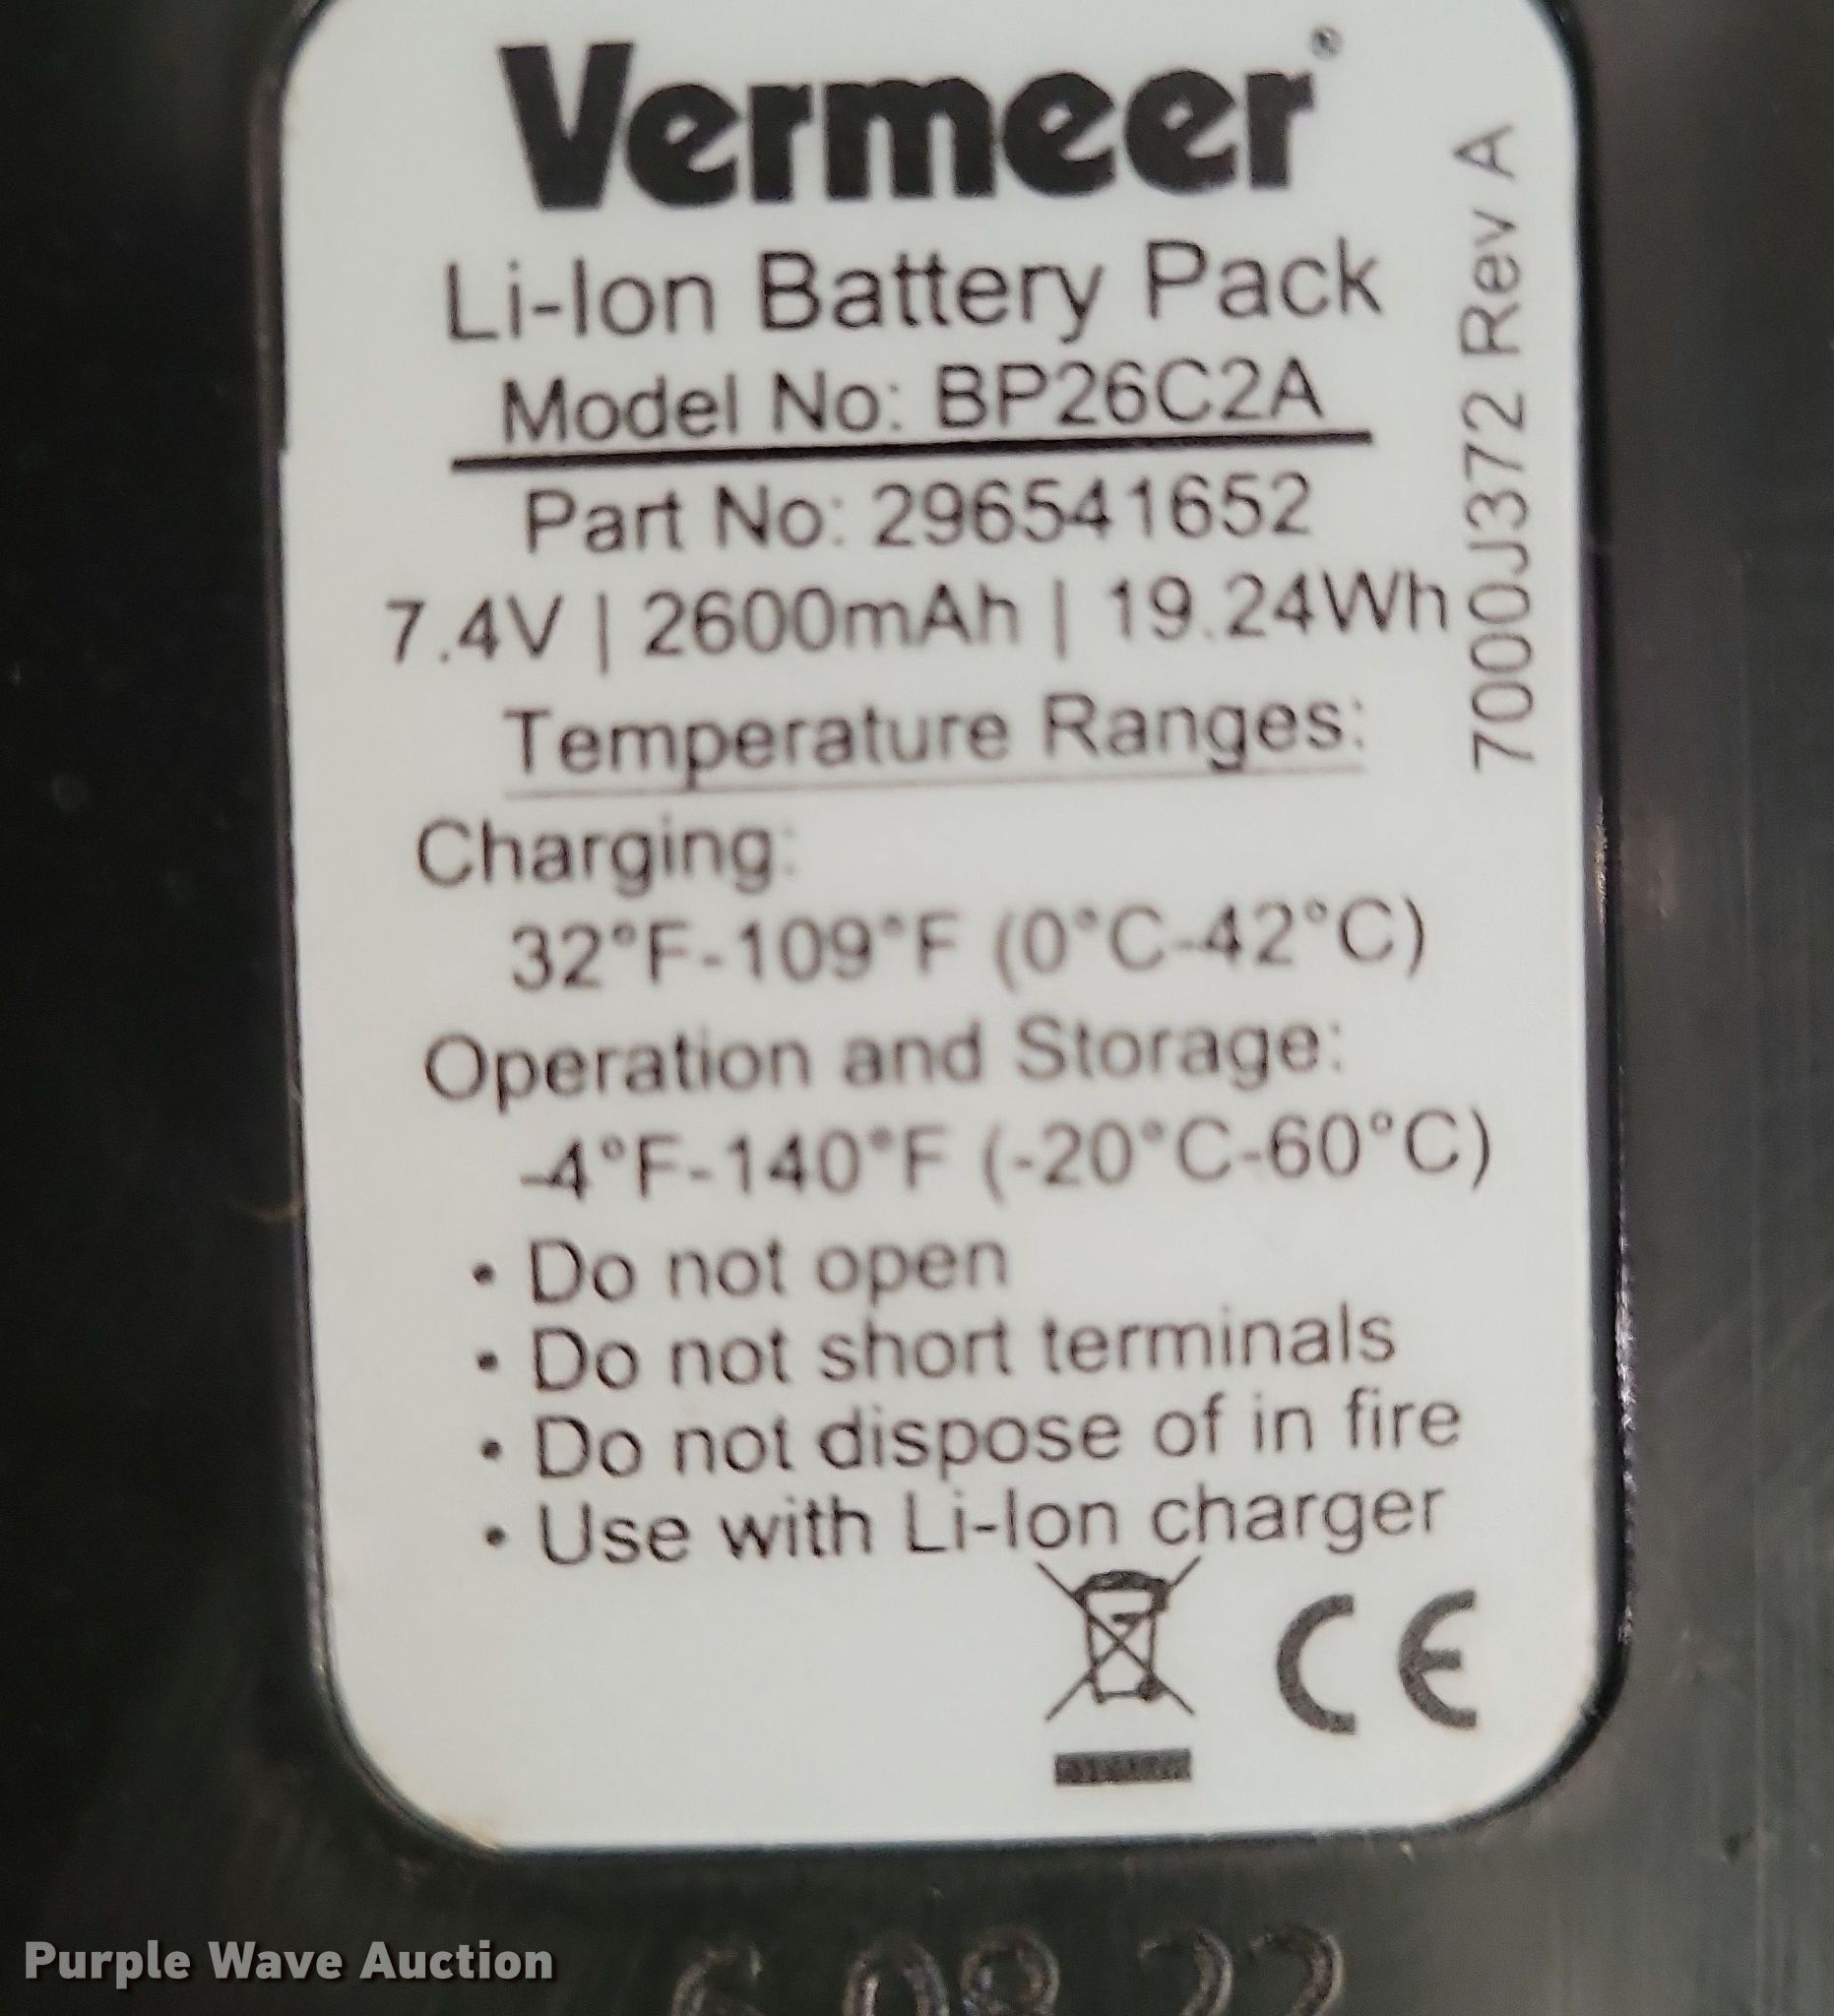 Vermeer®
Li-Ion Battery Pack
Model No: BP26C2A
Part No: 296541652
7.4V | 2600mAh | 19.24Wh
Temperature Ranges:
Charging:
32°F-109°F (0°C-42°C)
Operation and Storage:
-4°F-140°F (-20°C-60°C)
• Do not open
• Do not short terminals
• Do not dispose of in fire
• Use with Li-Ion charger
CE
7000J372 Rev A
Purple Wave Auction